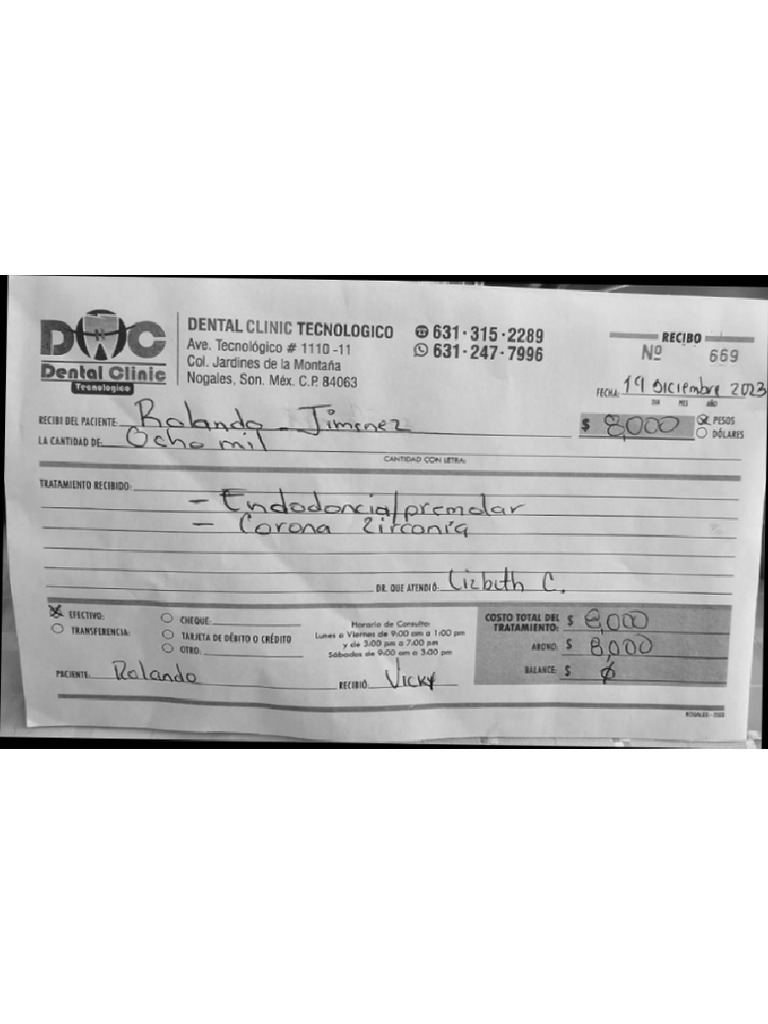 DHC
Dental Clinic
Tecnologico
DENTAL CLINIC TECNOLOGICO
Ave. Tecnológico # 1110 -11
Col. Jardines de la Montaña
Nogales, Son. Méx. C.P. 84063
631·315·2289
631·247·7996
RECIBO
Nº 669
FECHA: 19 Diciembre 2023
DIA MES AÑO
RECIBI DEL PACIENTE: Rolando Jimenez
$ 8,000 PESOS
DÓLARES
LA CANTIDAD DE: Ocho mil
CANTIDAD CON LETRA:
TRATAMIENTO RECIBIDO:
- Endodoncia/premolar
- Corona zirconia
DR. QUE ATENDIÓ: Lizbeth C.
EFECTIVO:
TRANSFERENCIA:
CHEQUE:
TARJETA DE DÉBITO O CRÉDITO
OTRO:
Horario de Consulta:
Lunes a Viernes de 9:00 am a 1:00 pm
y de 3:00 pm a 7:00 pm
Sábados de 9:00 am a 3:00 pm
COSTO TOTAL DEL
TRATAMIENTO: $ 8,000
ABONO: $ 8,000
BALANCE: $ ø
PACIENTE: Rolando
RECIBIÓ: Vicky